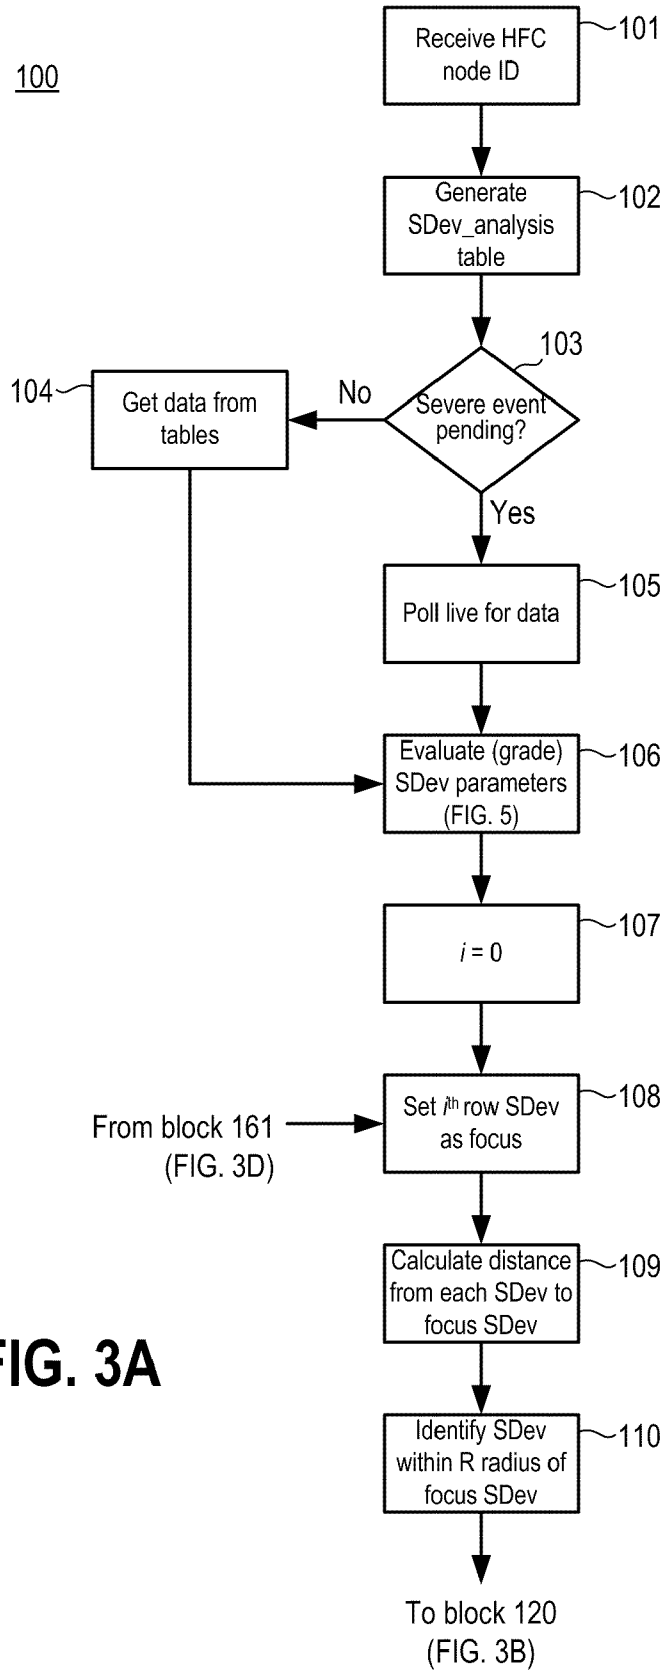 100
Receive HFC
node ID
101
Generate
SDev_analysis
table
102
103
Severe event
pending?
No
Yes
104
Get data from
tables
Poll live for data
105
Evaluate (grade)
SDev parameters
(FIG. 5)
106
i = 0
107
From block 161
(FIG. 3D)
Set ith row SDev
as focus
108
Calculate distance
from each SDev to
focus SDev
109
FIG. 3A
Identify SDev
within R radius of
focus SDev
110
To block 120
(FIG. 3B)